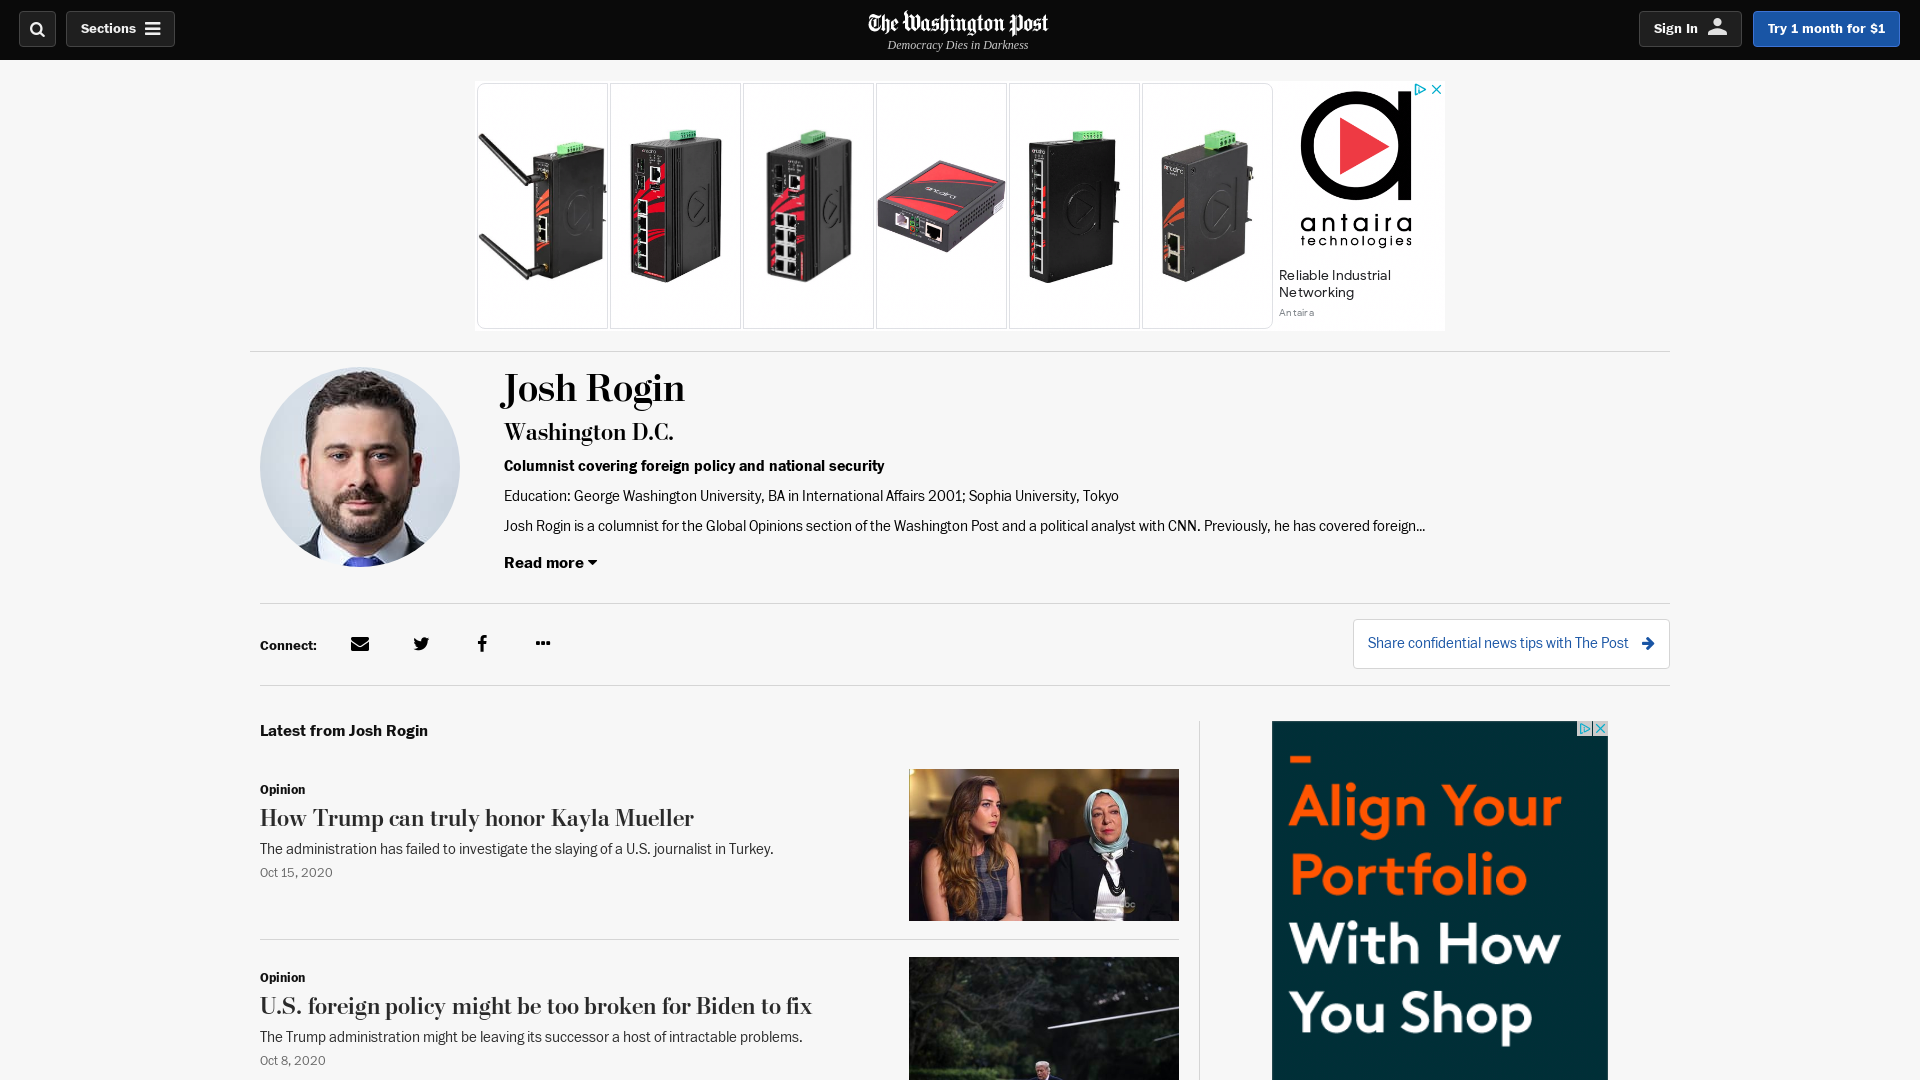 Sections
The Washington Post
Democracy Dies in Darkness
Sign In
Try 1 month for $1
antaira
technologies
Reliable Industrial
Networking
Antaira
Josh Rogin
Washington D.C.
Columnist covering foreign policy and national security
Education: George Washington University, BA in International Affairs 2001; Sophia University, Tokyo
Josh Rogin is a columnist for the Global Opinions section of the Washington Post and a political analyst with CNN. Previously, he has covered foreign...
Read more
Connect:
Share confidential news tips with The Post
Latest from Josh Rogin
Opinion
How Trump can truly honor Kayla Mueller
The administration has failed to investigate the slaying of a U.S. journalist in Turkey.
Oct 15, 2020
Opinion
U.S. foreign policy might be too broken for Biden to fix
The Trump administration might be leaving its successor a host of intractable problems.
Oct 8, 2020
Align Your
Portfolio
With How
You Shop